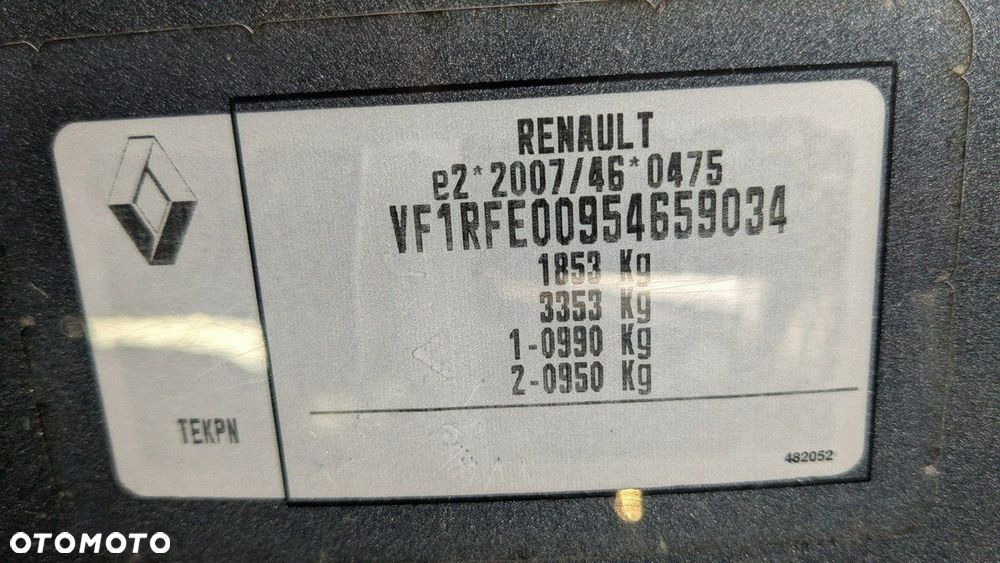 RENAULT
e2*2007/46*0475
VF1RFE00954659034
1853 Kg
3353 Kg
1-0990 Kg
2-0950 Kg
TEKPN
482052
OTOMOTO